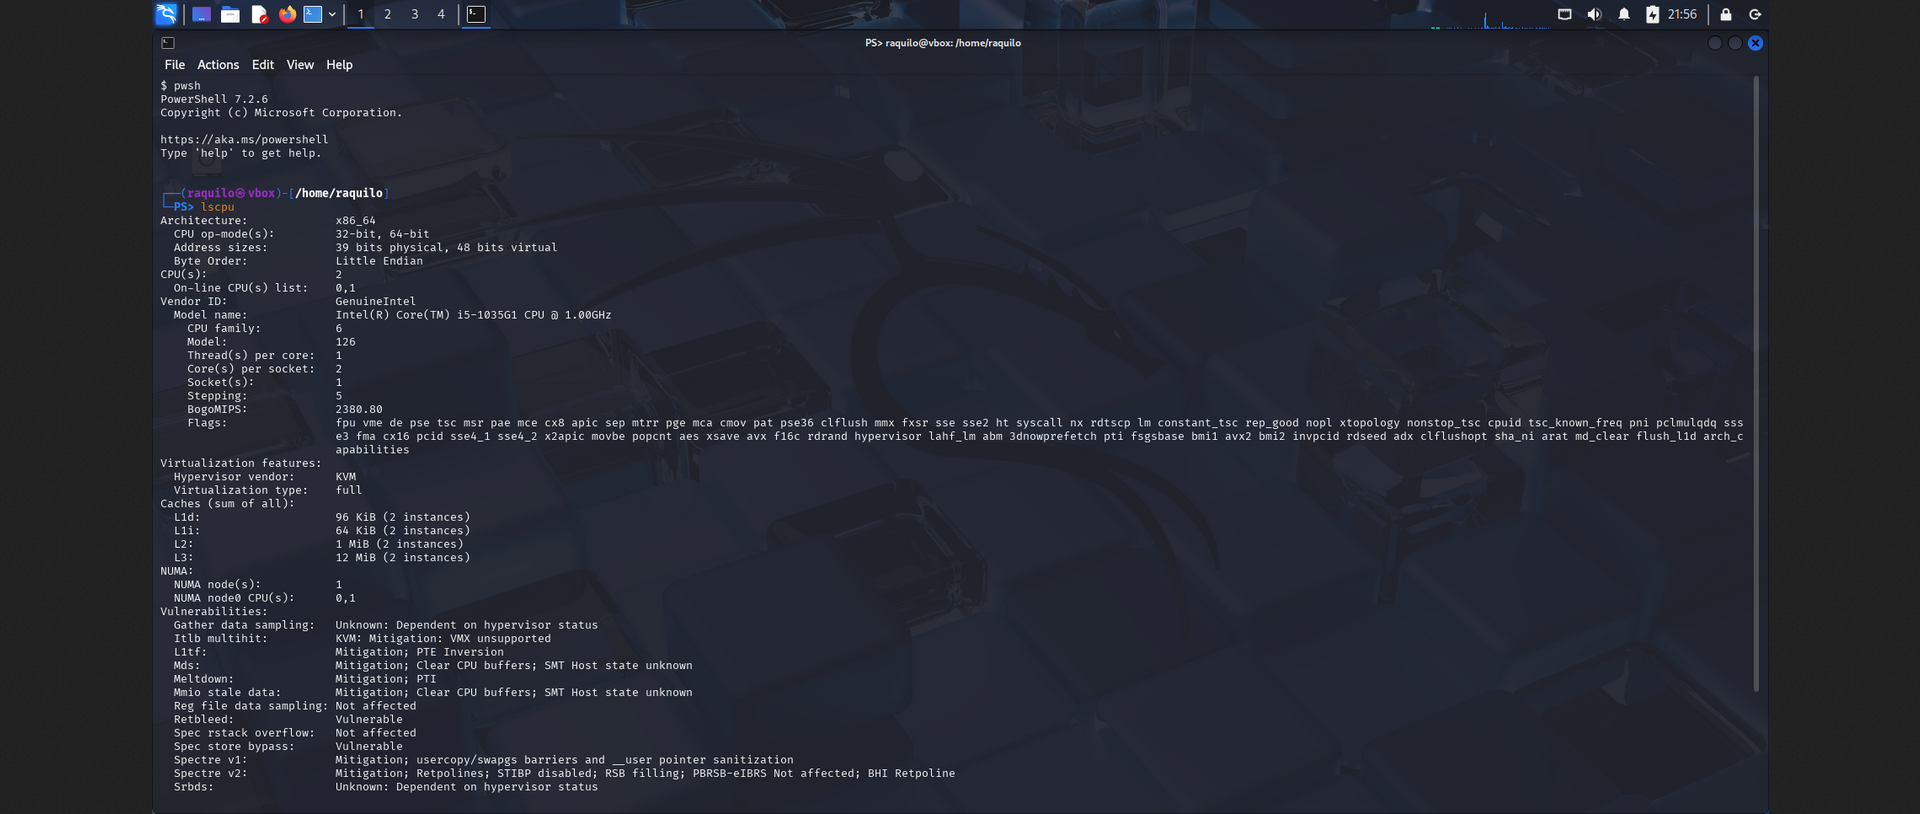 1 2 3 4 21:56
PS> raquilo@vbox: /home/raquilo
File Actions Edit View Help
$ pwsh
PowerShell 7.2.6
Copyright (c) Microsoft Corporation.
https://aka.ms/powershell
Type 'help' to get help.
┌──(raquilo㉿vbox)-[/home/raquilo]
└─PS> lscpu
Architecture: x86_64
CPU op-mode(s): 32-bit, 64-bit
Address sizes: 39 bits physical, 48 bits virtual
Byte Order: Little Endian
CPU(s): 2
On-line CPU(s) list: 0,1
Vendor ID: GenuineIntel
Model name: Intel(R) Core(TM) i5-1035G1 CPU @ 1.00GHz
CPU family: 6
Model: 126
Thread(s) per core: 1
Core(s) per socket: 2
Socket(s): 1
Stepping: 5
BogoMIPS: 2380.80
Flags: fpu vme de pse tsc msr pae mce cx8 apic sep mtrr pge mca cmov pat pse36 clflush mmx fxsr sse sse2 ht syscall nx rdtscp lm constant_tsc rep_good nopl xtopology nonstop_tsc cpuid tsc_known_freq pni pclmulqdq sss
e3 fma cx16 pcid sse4_1 sse4_2 x2apic movbe popcnt aes xsave avx f16c rdrand hypervisor lahf_lm abm 3dnowprefetch pti fsgsbase bmi1 avx2 bmi2 invpcid rdseed adx clflushopt sha_ni arat md_clear flush_l1d arch_c
apabilities
Virtualization features:
Hypervisor vendor: KVM
Virtualization type: full
Caches (sum of all):
L1d: 96 KiB (2 instances)
L1i: 64 KiB (2 instances)
L2: 1 MiB (2 instances)
L3: 12 MiB (2 instances)
NUMA:
NUMA node(s): 1
NUMA node0 CPU(s): 0,1
Vulnerabilities:
Gather data sampling: Unknown: Dependent on hypervisor status
Itlb multihit: KVM: Mitigation: VMX unsupported
L1tf: Mitigation; PTE Inversion
Mds: Mitigation; Clear CPU buffers; SMT Host state unknown
Meltdown: Mitigation; PTI
Mmio stale data: Mitigation; Clear CPU buffers; SMT Host state unknown
Reg file data sampling: Not affected
Retbleed: Vulnerable
Spec rstack overflow: Not affected
Spec store bypass: Vulnerable
Spectre v1: Mitigation; usercopy/swapgs barriers and __user pointer sanitization
Spectre v2: Mitigation; Retpolines; STIBP disabled; RSB filling; PBRSB-eIBRS Not affected; BHI Retpoline
Srbds: Unknown: Dependent on hypervisor status